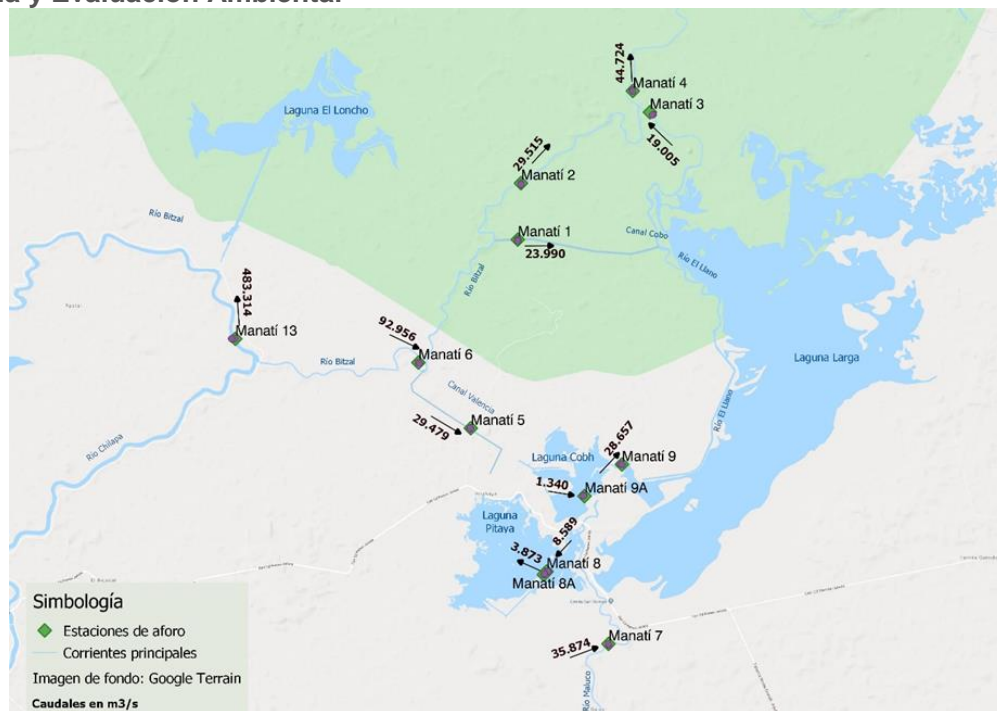 Laguna El Loncho
44.724
Manatí 4
Manatí 3
19.005
29.515
Manatí 2
Río Bitzal
Manatí 1
23.990
Canal Cobo
Río El Llano
Río Bitzal
483.314
Manatí 13
92.956
Manatí 6
Río Bitzal
Laguna Larga
Canal Valencia
29.479
Manatí 5
Río El Llano
Río Chilapa
28.657
Laguna Cobh
Manatí 9
1.340
Manatí 9A
Laguna
Pitaya
8.589
3.873
Manatí 8
Manatí 8A
Manatí 7
35.874
Río Maluco
Simbología
Estaciones de aforo
Corrientes principales
Imagen de fondo: Google Terrain
Caudales en m3/s